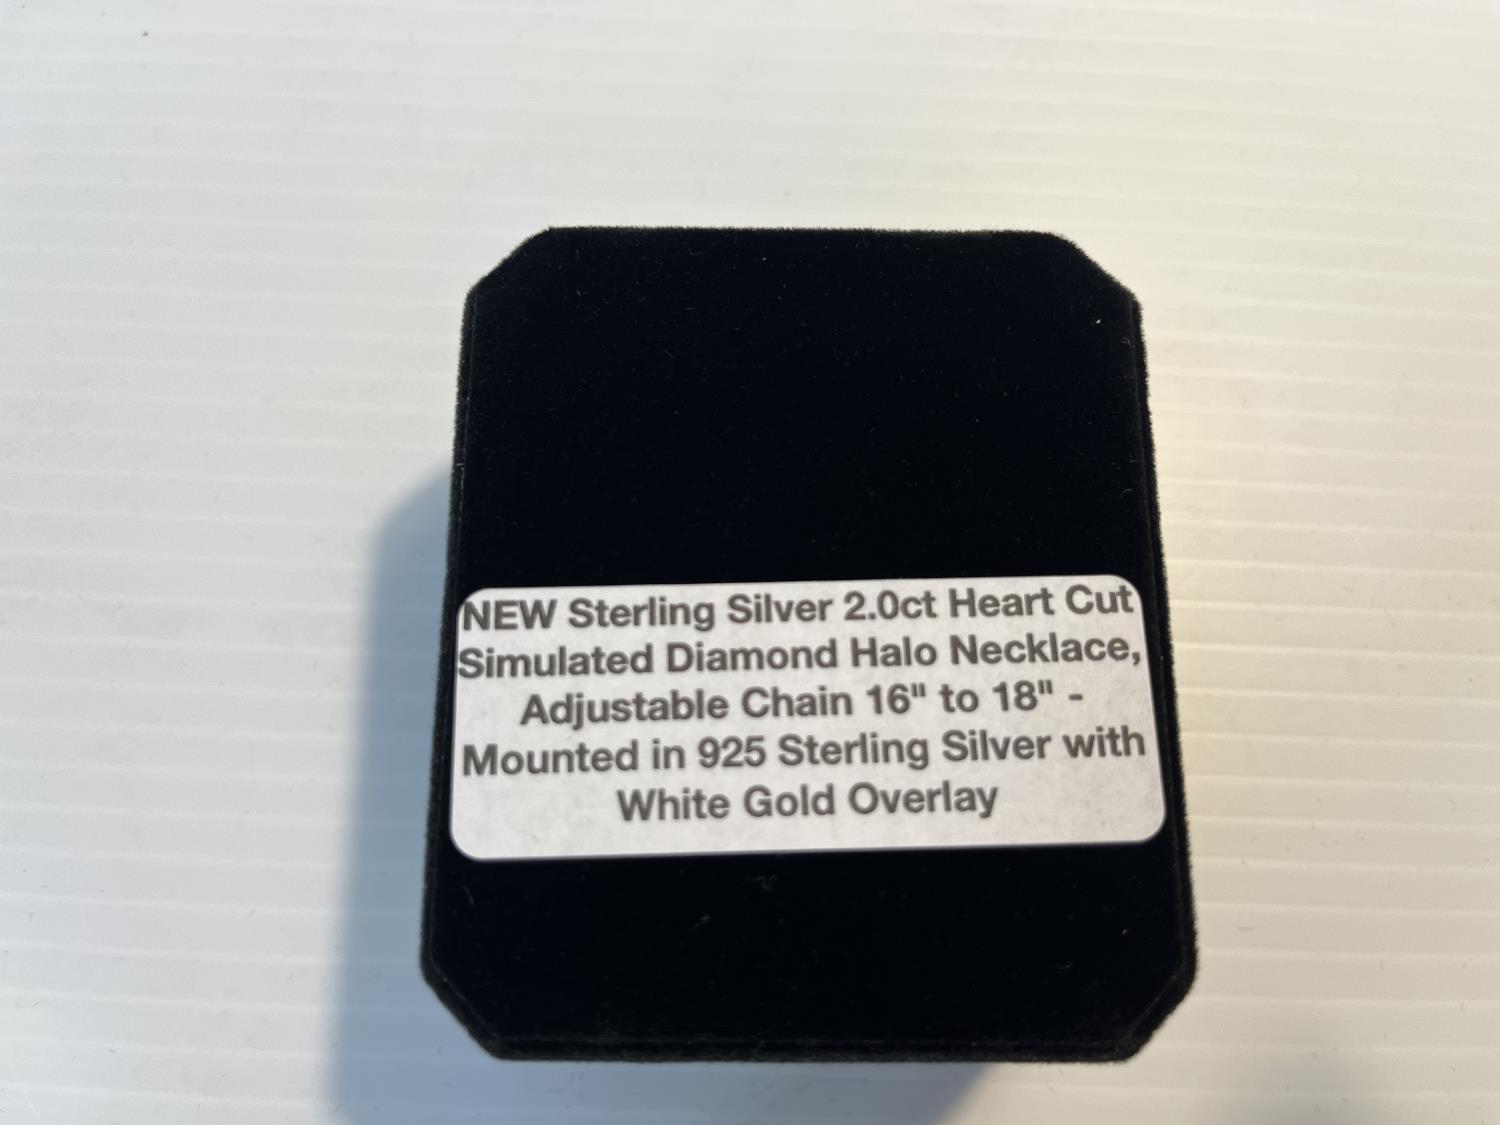 NEW Sterling Silver 2.0ct Heart Cut
Simulated Diamond Halo Necklace,
Adjustable Chain 16" to 18" -
Mounted in 925 Sterling Silver with
White Gold Overlay